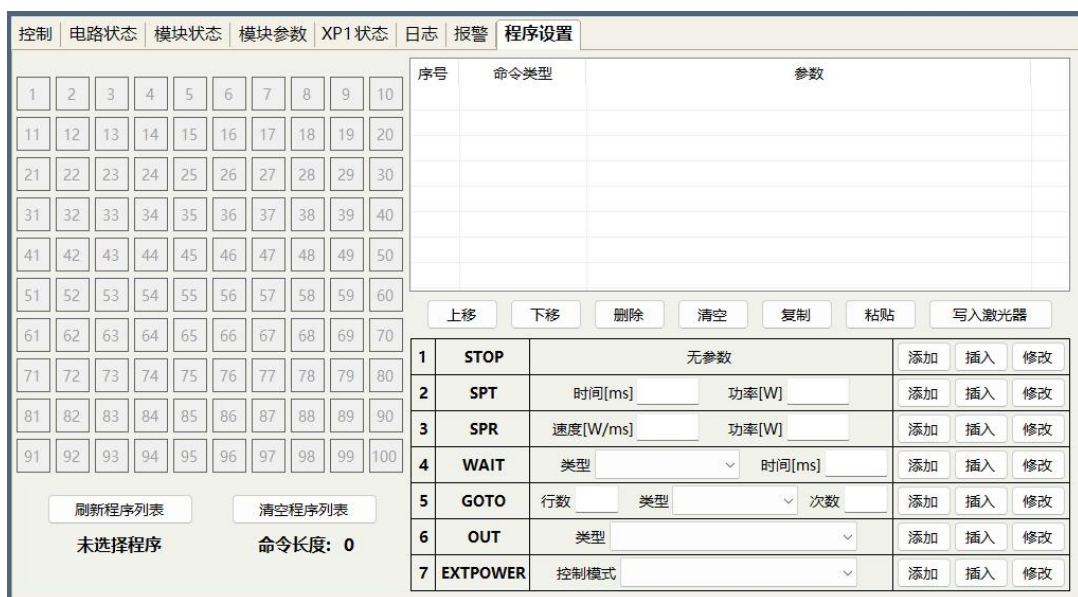 控制 电路状态 模块状态 模块参数 XP1状态 日志 报警 程序设置
1 2 3 4 5 6 7 8 9 10
11 12 13 14 15 16 17 18 19 20
21 22 23 24 25 26 27 28 29 30
31 32 33 34 35 36 37 38 39 40
41 42 43 44 45 46 47 48 49 50
51 52 53 54 55 56 57 58 59 60
61 62 63 64 65 66 67 68 69 70
71 72 73 74 75 76 77 78 79 80
81 82 83 84 85 86 87 88 89 90
91 92 93 94 95 96 97 98 99 100
刷新程序列表 清空程序列表
未选择程序 命令长度: 0
序号 命令类型 参数
上移 下移 删除 清空 复制 粘贴 写入激光器
1 STOP 无参数 添加 插入 修改
2 SPT 时间[ms] 功率[W] 添加 插入 修改
3 SPR 速度[W/ms] 功率[W] 添加 插入 修改
4 WAIT 类型 时间[ms] 添加 插入 修改
5 GOTO 行数 类型 次数 添加 插入 修改
6 OUT 类型 添加 插入 修改
7 EXTPOWER 控制模式 添加 插入 修改